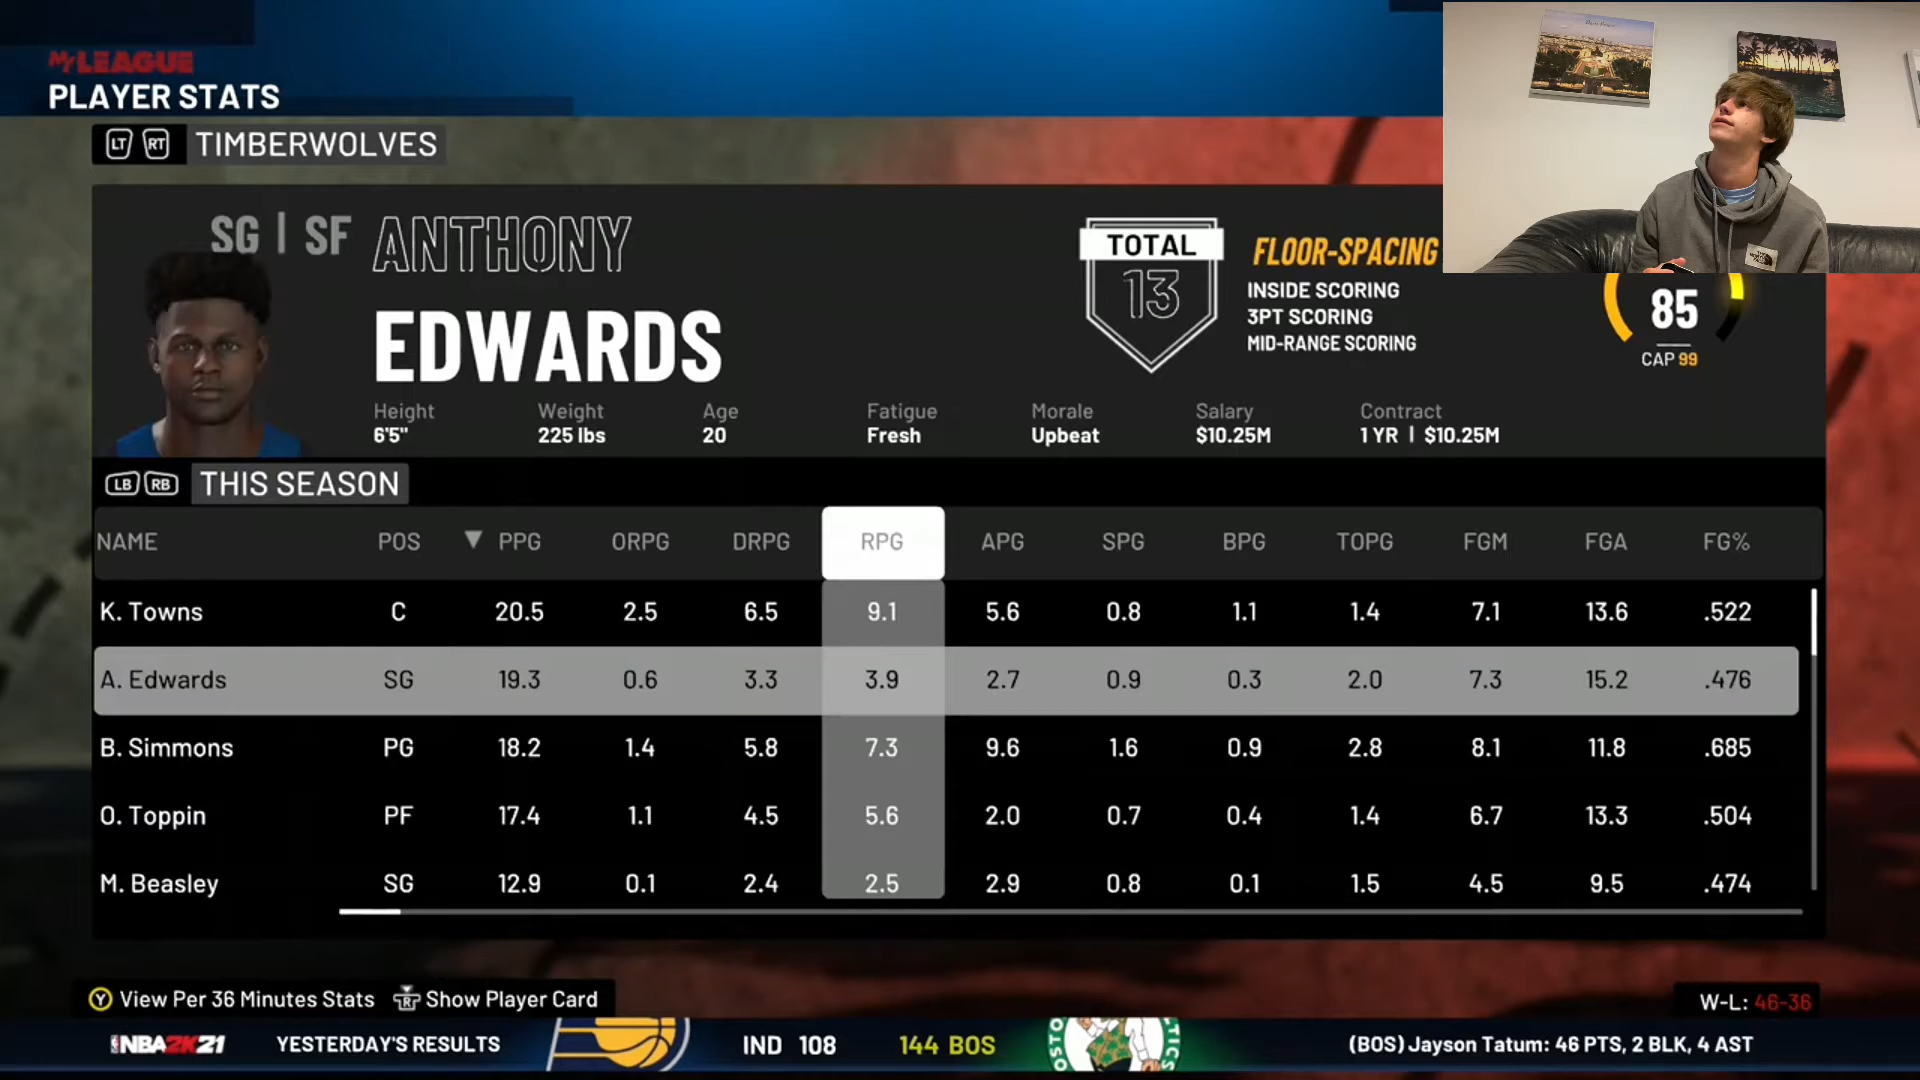 MyLEAGUE
PLAYER STATS
LT RT TIMBERWOLVES
SG | SF ANTHONY
EDWARDS
TOTAL
13
FLOOR-SPACING
INSIDE SCORING
3PT SCORING
MID-RANGE SCORING
85
CAP 99
Height Weight Age Fatigue Morale Salary Contract
6'5" 225 lbs 20 Fresh Upbeat $10.25M 1 YR | $10.25M
LB RB THIS SEASON
NAME POS ▼ PPG ORPG DRPG RPG APG SPG BPG TOPG FGM FGA FG%
K. Towns C 20.5 2.5 6.5 9.1 5.6 0.8 1.1 1.4 7.1 13.6 .522
A. Edwards SG 19.3 0.6 3.3 3.9 2.7 0.9 0.3 2.0 7.3 15.2 .476
B. Simmons PG 18.2 1.4 5.8 7.3 9.6 1.6 0.9 2.8 8.1 11.8 .685
O. Toppin PF 17.4 1.1 4.5 5.6 2.0 0.7 0.4 1.4 6.7 13.3 .504
M. Beasley SG 12.9 0.1 2.4 2.5 2.9 0.8 0.1 1.5 4.5 9.5 .474
Y View Per 36 Minutes Stats R Show Player Card
W-L: 46-36
NBA2K21 YESTERDAY'S RESULTS IND 108 144 BOS (BOS) Jayson Tatum: 46 PTS, 2 BLK, 4 AST